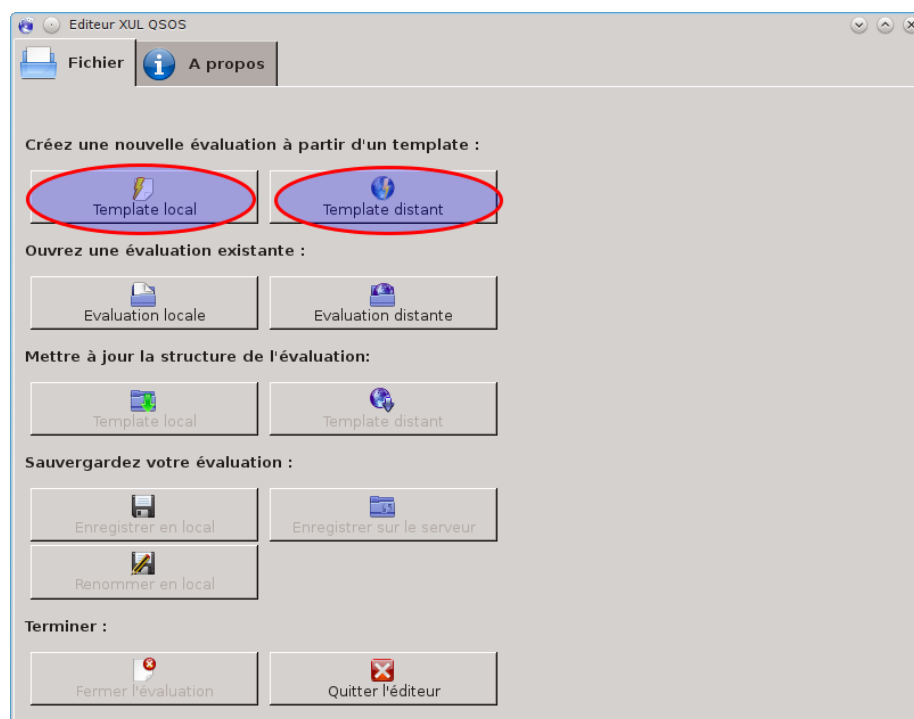 Editeur XUL QSOS
Fichier
A propos
Créez une nouvelle évaluation à partir d'un template :
Template local
Template distant
Ouvrez une évaluation existante :
Evaluation locale
Evaluation distante
Mettre à jour la structure de l'évaluation:
Template local
Template distant
Sauvergardez votre évaluation :
Enregistrer en local
Enregistrer sur le serveur
Renommer en local
Terminer :
Fermer l'évaluation
Quitter l'éditeur